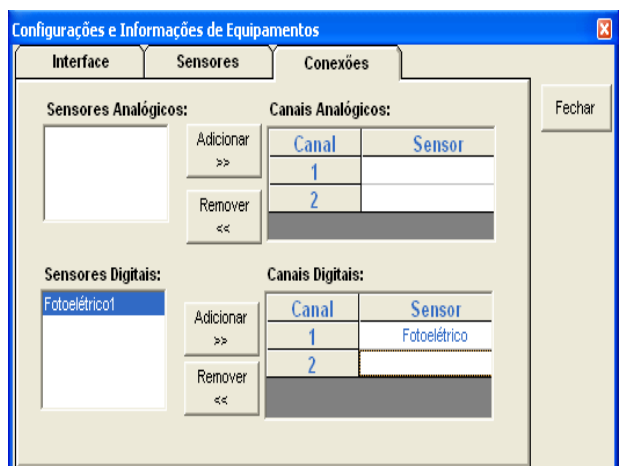 Configurações e Informações de Equipamentos
Interface
Sensores
Conexões
Fechar
Sensores Analógicos:
Adicionar
>>
Remover
<<
Canais Analógicos:
Canal Sensor
1
2
Sensores Digitais:
Fotoelétrico1
Adicionar
>>
Remover
<<
Canais Digitais:
Canal Sensor
1 Fotoelétrico
2